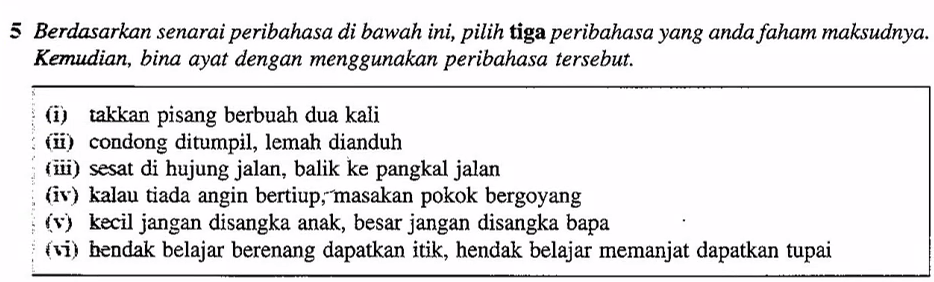 5 Berdasarkan senarai peribahasa di bawah ini, pilih tiga peribahasa yang anda faham maksudnya.
Kemudian, bina ayat dengan menggunakan peribahasa tersebut.
(i) takkan pisang berbuah dua kali
(ii) condong ditumpil, lemah dianduh
(iii) sesat di hujung jalan, balik ke pangkal jalan
(iv) kalau tiada angin bertiup, masakan pokok bergoyang
(v) kecil jangan disangka anak, besar jangan disangka bapa
(vi) hendak belajar berenang dapatkan itik, hendak belajar memanjat dapatkan tupai